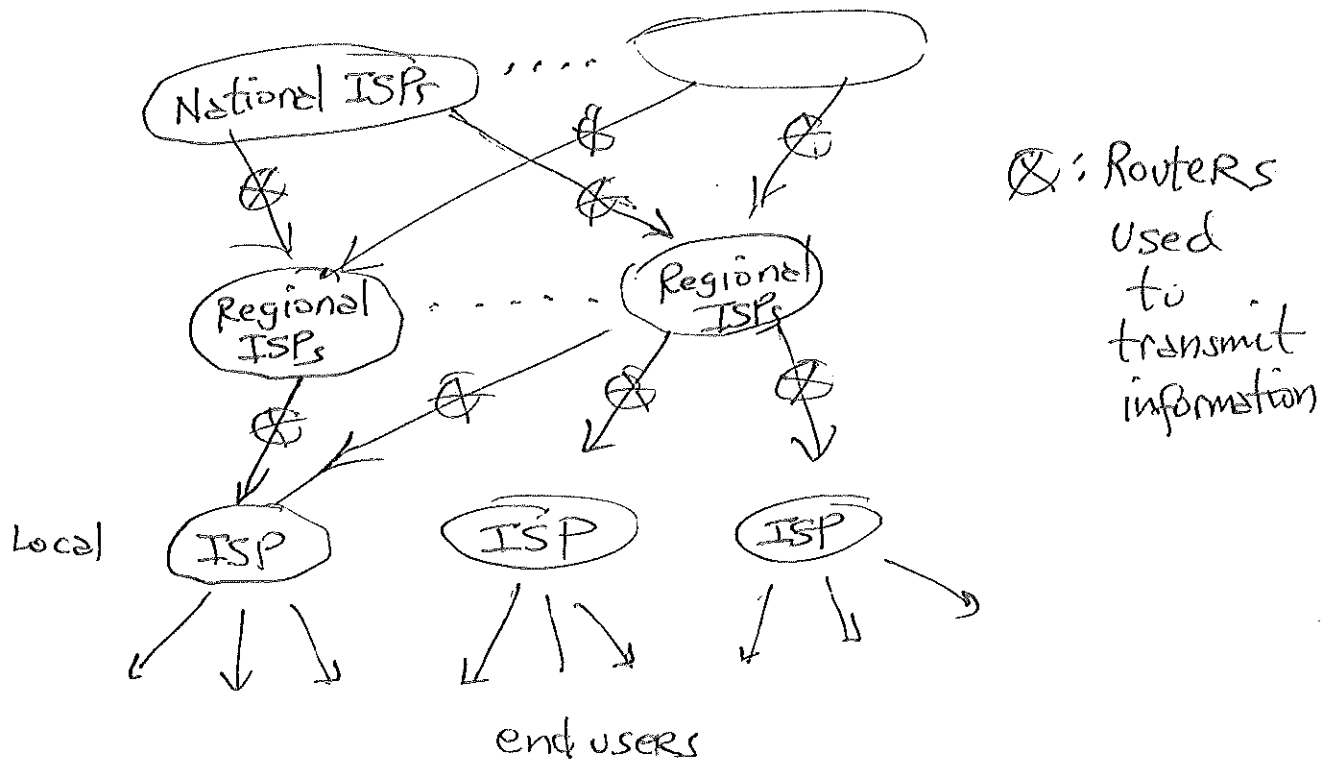 National ISPs ....
⊗ : Routers
used
to
transmit
information
Regional
ISPs
.....
Regional
ISPs
Local
ISP
ISP
ISP
end users